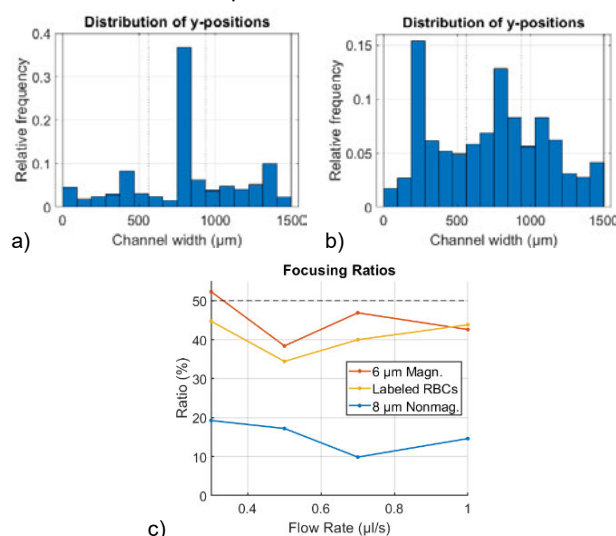 Distribution of y-positions
Relative frequency
0.4
0.3
0.2
0.1
0
0
500
1000
1500
Channel width (µm)
a)
Distribution of y-positions
Relative frequency
0.15
0.1
0.05
0
0
500
1000
1500
Channel width (µm)
b)
Focusing Ratios
Ratio (%)
50
40
30
20
10
0
6 µm Magn.
Labeled RBCs
8 µm Nonmag.
0.4
0.6
0.8
1
Flow Rate (µl/s)
c)